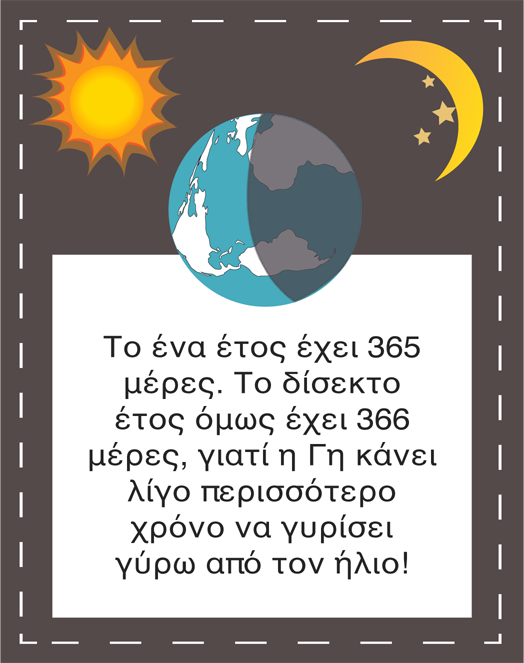 Το ένα έτος έχει 365
μέρες. Το δίσεκτο
έτος όμως έχει 366
μέρες, γιατί η Γη κάνει
λίγο περισσότερο
χρόνο να γυρίσει
γύρω από τον ήλιο!